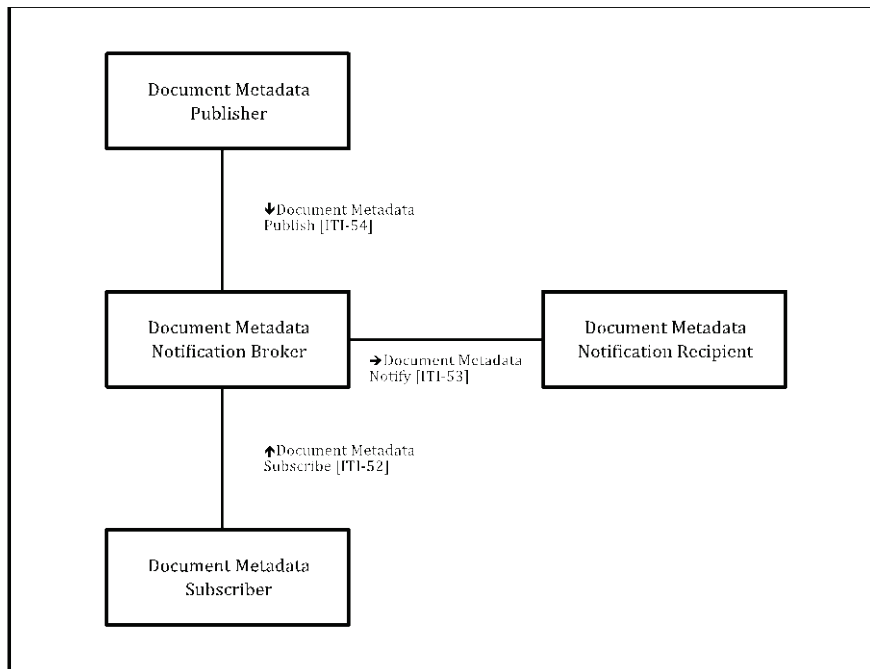 Document Metadata
Publisher
🡻Document Metadata
Publish [ITI-54]
Document Metadata
Notification Broker
Document Metadata
Notification Recipient
➔Document Metadata
Notify [ITI-53]
🡹Document Metadata
Subscribe [ITI-52]
Document Metadata
Subscriber